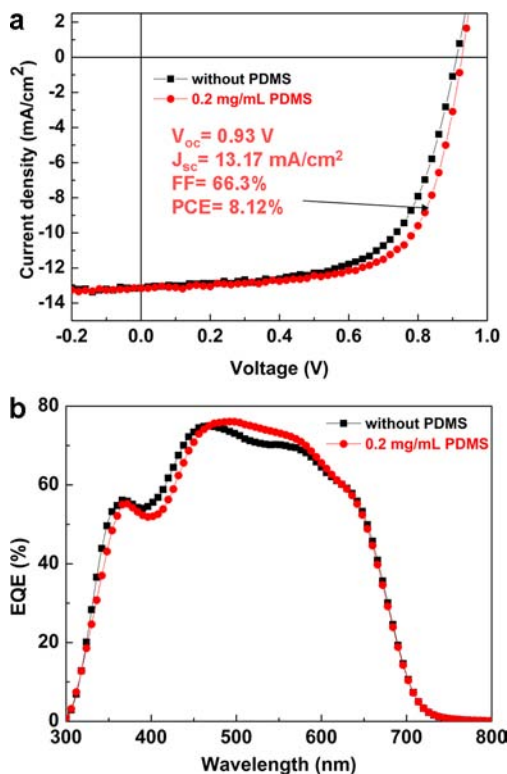 a
0
-2
-4
-6
-8
-10
-12
-14
Current density (mA/cm²)
without PDMS
0.2 mg/mL PDMS
V_oc= 0.93 V
J_sc= 13.17 mA/cm²
FF= 66.3%
PCE= 8.12%
-0.2 0.0 0.2 0.4 0.6 0.8 1.0
Voltage (V)
b
80
60
40
20
0
EQE (%)
without PDMS
0.2 mg/mL PDMS
300 400 500 600 700 800
Wavelength (nm)